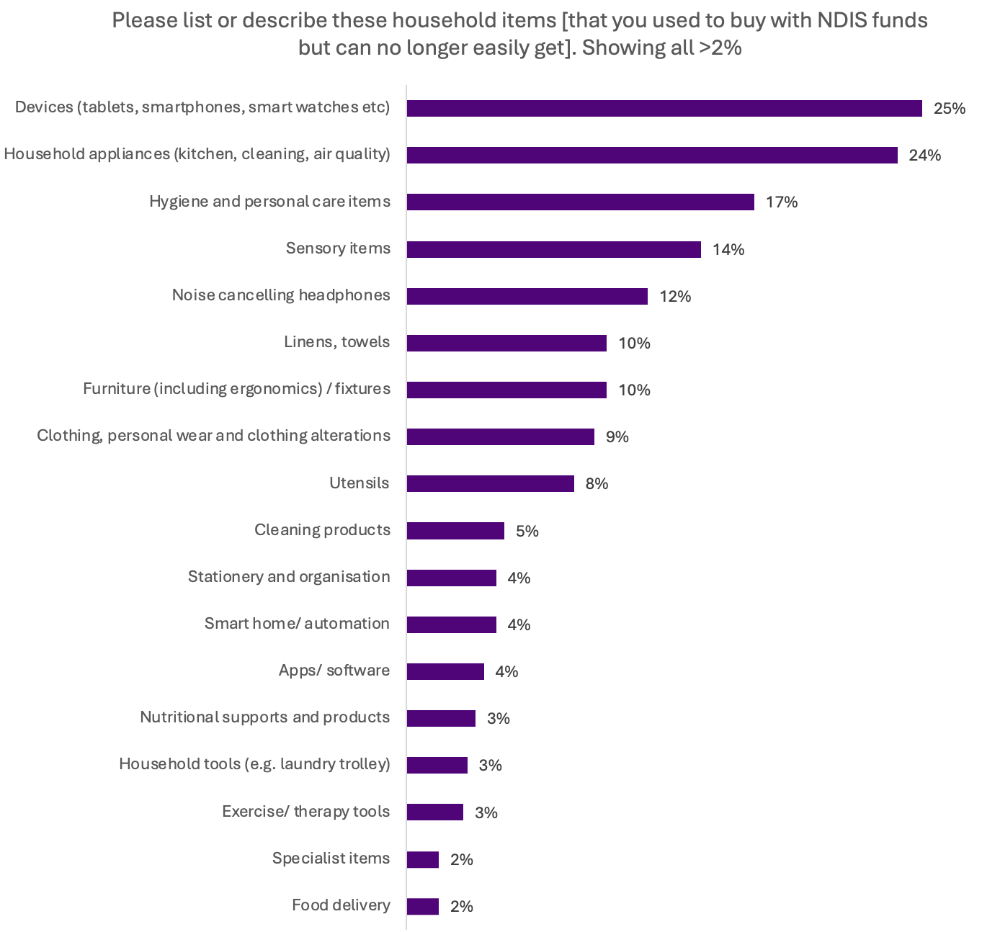 Please list or describe these household items [that you used to buy with NDIS funds
but can no longer easily get]. Showing all >2%
Devices (tablets, smartphones, smart watches etc) 25%
Household appliances (kitchen, cleaning, air quality) 24%
Hygiene and personal care items 17%
Sensory items 14%
Noise cancelling headphones 12%
Linens, towels 10%
Furniture (including ergonomics) / fixtures 10%
Clothing, personal wear and clothing alterations 9%
Utensils 8%
Cleaning products 5%
Stationery and organisation 4%
Smart home/ automation 4%
Apps/ software 4%
Nutritional supports and products 3%
Household tools (e.g. laundry trolley) 3%
Exercise/ therapy tools 3%
Specialist items 2%
Food delivery 2%